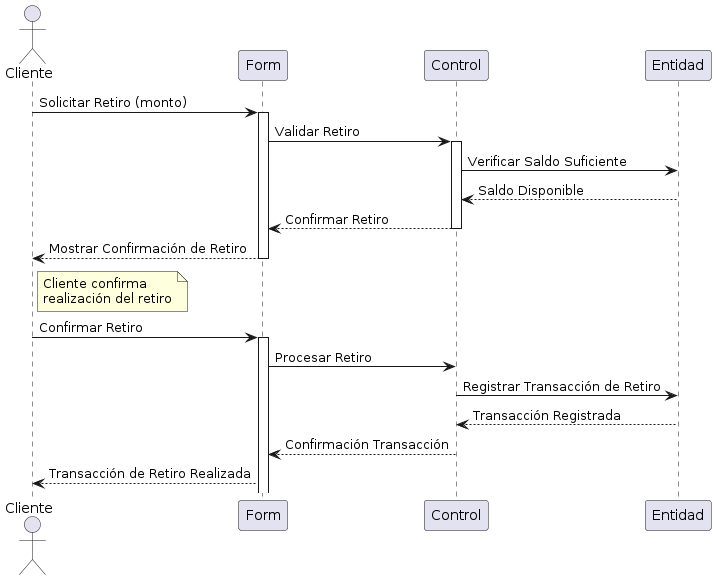 Cliente
Form
Control
Entidad
Solicitar Retiro (monto)
Validar Retiro
Verificar Saldo Suficiente
Saldo Disponible
Confirmar Retiro
Mostrar Confirmación de Retiro
Cliente confirma
realización del retiro
Confirmar Retiro
Procesar Retiro
Registrar Transacción de Retiro
Transacción Registrada
Confirmación Transacción
Transacción de Retiro Realizada
Cliente
Form
Control
Entidad